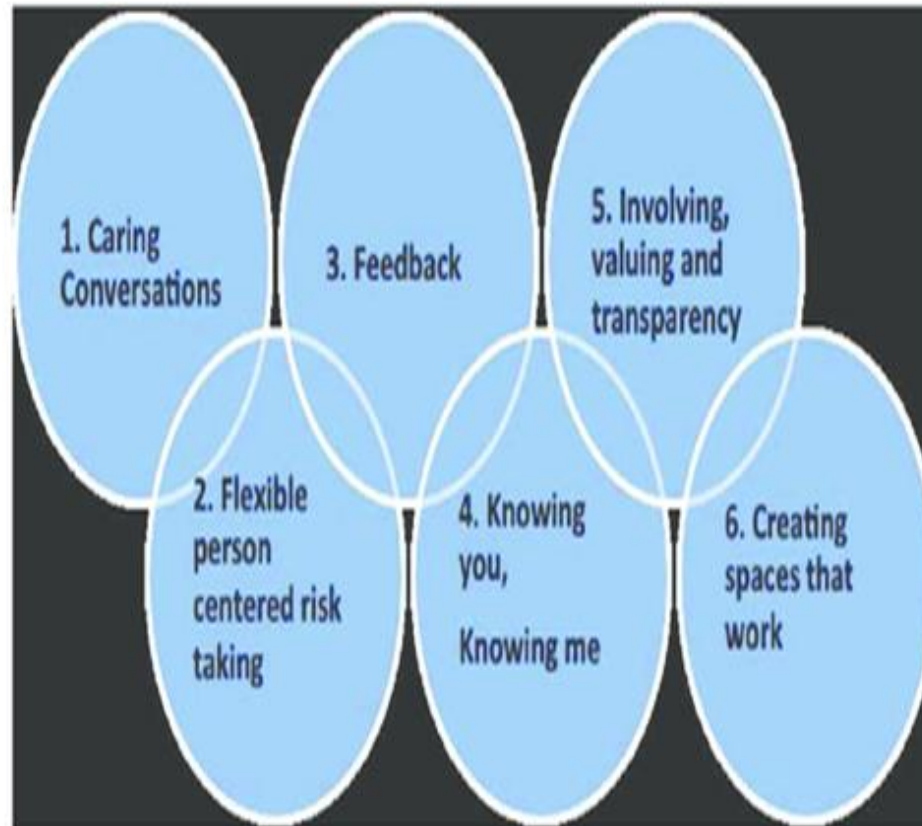 1. Caring
Conversations
2. Flexible
person
centered risk
taking
3. Feedback
4. Knowing
you,
Knowing me
5. Involving,
valuing and
transparency
6. Creating
spaces that
work